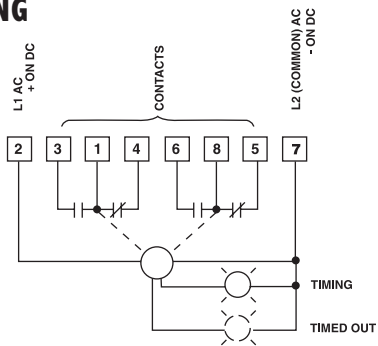 NG
L1 AC
+ ON DC
CONTACTS
L2 (COMMON) AC
- ON DC
2 3 1 4 6 8 5 7
TIMING
TIMED OUT